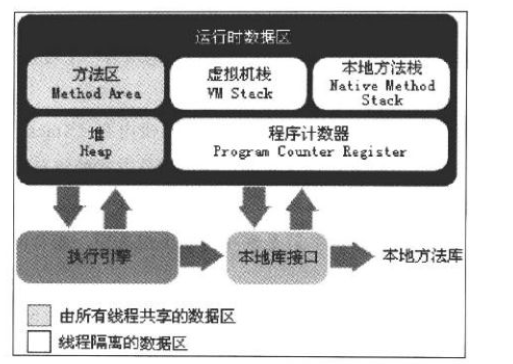 运行时数据区
方法区
Method Area
虚拟机栈
VM Stack
本地方法栈
Native Method
Stack
堆
Heap
程序计数器
Program Counter Register
执行引擎
本地库接口
本地方法库
由所有线程共享的数据区
线程隔离的数据区